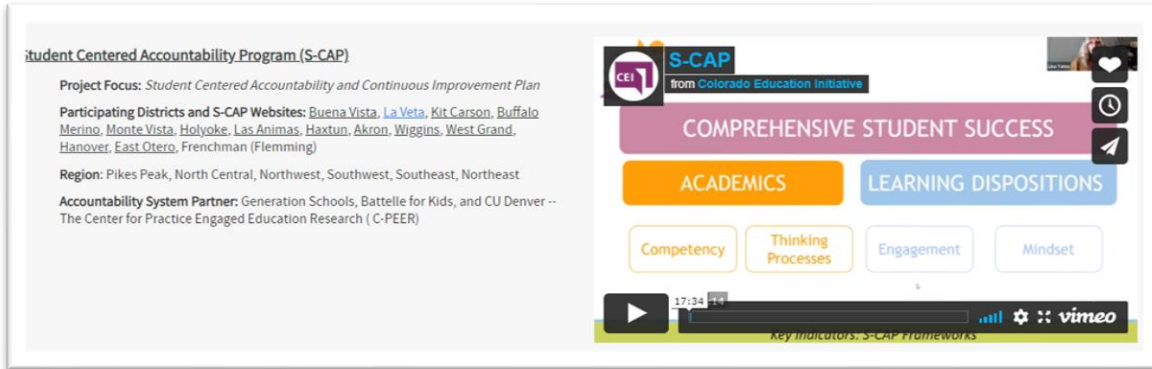 Student Centered Accountability Program (S-CAP)
Project Focus: Student Centered Accountability and Continuous Improvement Plan
Participating Districts and S-CAP Websites: Buena Vista, La Veta, Kit Carson, Buffalo
Merino, Monte Vista, Holyoke, Las Animas, Haxtun, Akron, Wiggins, West Grand,
Hanover, East Otero, Frenchman (Flemming)
Region: Pikes Peak, North Central, Northwest, Southwest, Southeast, Northeast
Accountability System Partner: Generation Schools, Battelle for Kids, and CU Denver --
The Center for Practice Engaged Education Research ( C-PEER)
CEI
S-CAP
from Colorado Education Initiative
COMPREHENSIVE STUDENT SUCCESS
ACADEMICS
LEARNING DISPOSITIONS
Competency
Thinking
Processes
Engagement
Mindset
17:34
vimeo
Key Indicators: S-CAP Frameworks